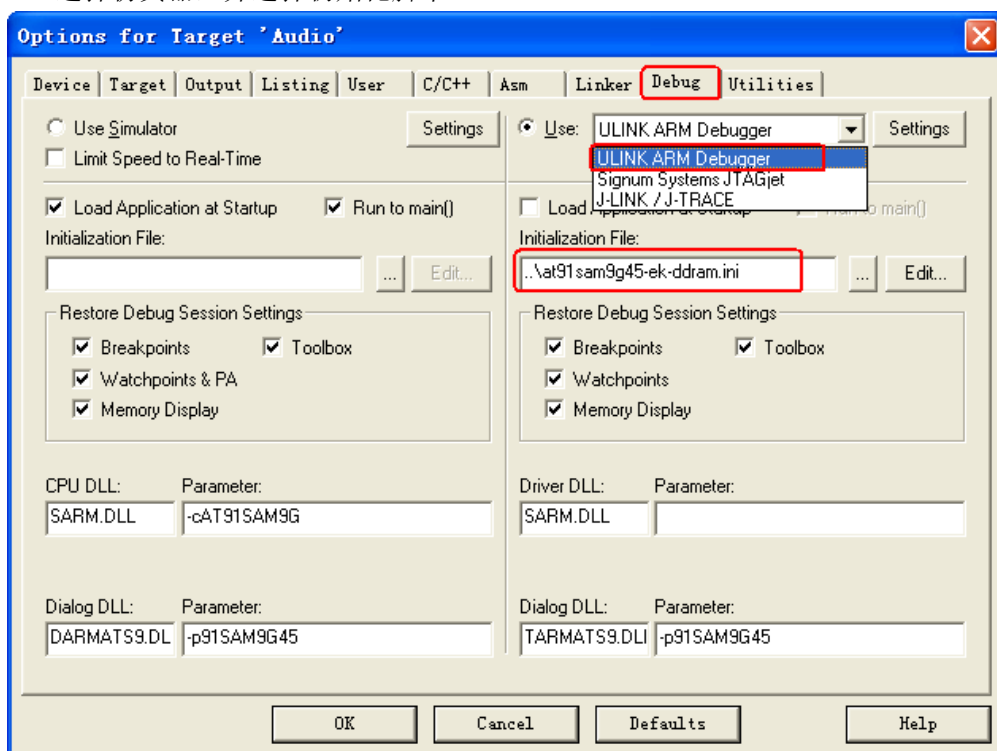 Options for Target 'Audio'
Device Target Output Listing User C/C++ Asm Linker Debug Utilities
Use Simulator Settings
Limit Speed to Real-Time
Use: ULINK ARM Debugger Settings
ULINK ARM Debugger
Signum Systems JTAGjet
J-LINK / J-TRACE
Load Application at Startup Run to main()
Initialization File:
... Edit...
Load main()
Initialization File:
..\at91sam9g45-ek-ddram.ini ... Edit...
Restore Debug Session Settings
Breakpoints Toolbox
Watchpoints & PA
Memory Display
Restore Debug Session Settings
Breakpoints Toolbox
Watchpoints
Memory Display
CPU DLL: Parameter:
SARM.DLL -cAT91SAM9G
Driver DLL: Parameter:
SARM.DLL
Dialog DLL: Parameter:
DARMATS9.DL -p91SAM9G45
Dialog DLL: Parameter:
TARMATS9.DLI -p91SAM9G45
OK Cancel Defaults Help